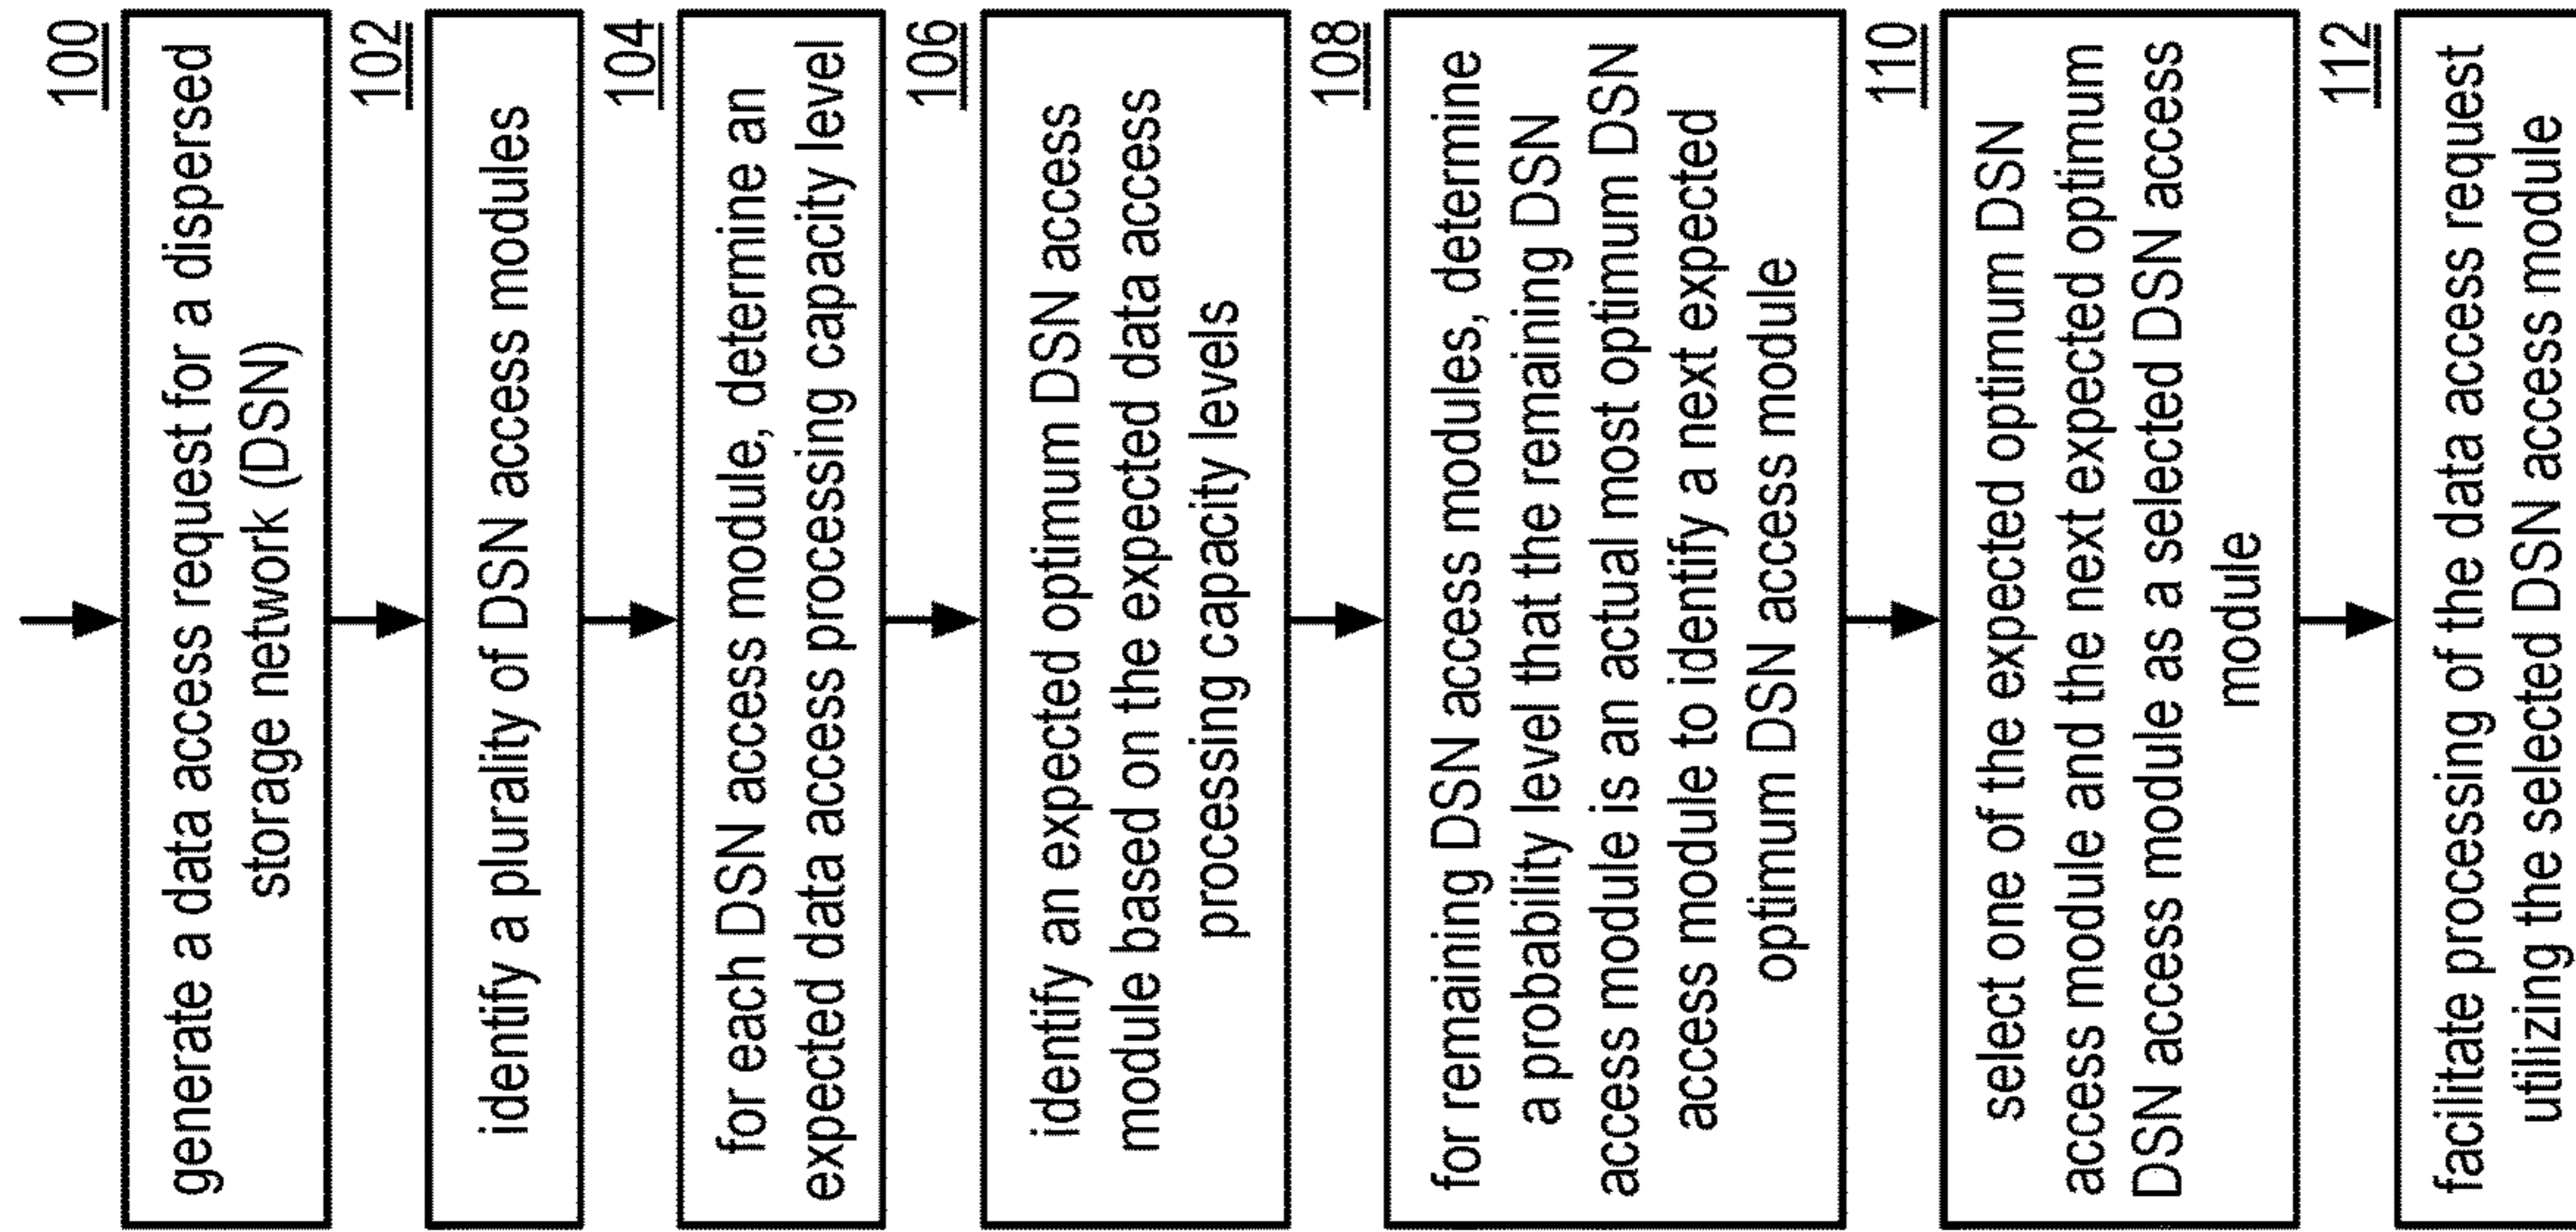 100
generate a data access request for a dispersed
storage network (DSN)
102
identify a plurality of DSN access modules
104
for each DSN access module, determine an
expected data access processing capacity level
106
identify an expected optimum DSN access
module based on the expected data access
processing capacity levels
108
for remaining DSN access modules, determine
a probability level that the remaining DSN
access module is an actual most optimum DSN
access module to identify a next expected
optimum DSN access module
110
select one of the expected optimum DSN
access module and the next expected optimum
DSN access module as a selected DSN access
module
112
facilitate processing of the data access request
utilizing the selected DSN access module